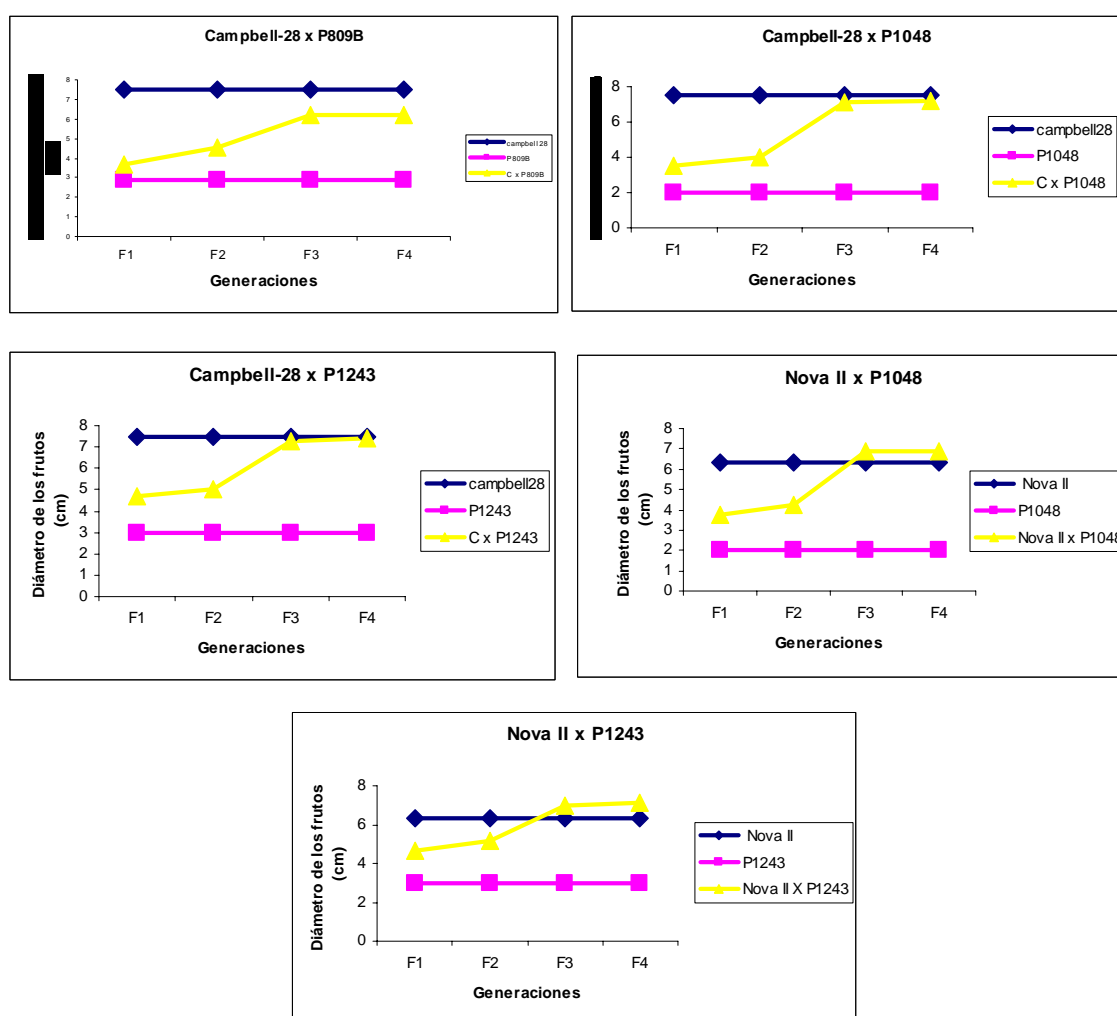 Campbell-28 x P809B
8
7
6
5
4
3
2
1
0
F1 F2 F3 F4
Generaciones
campbell28
P809B
C x P809B
Campbell-28 x P1048
8
6
4
2
0
F1 F2 F3 F4
Generaciones
campbell28
P1048
C x P1048
Campbell-28 x P1243
Diámetro de los frutos
(cm)
8
7
6
5
4
3
2
1
0
F1 F2 F3 F4
Generaciones
campbell28
P1243
C x P1243
Nova II x P1048
Diámetro de los frutos
(cm)
8
7
6
5
4
3
2
1
0
F1 F2 F3 F4
Generaciones
Nova II
P1048
Nova II x P1048
Nova II x P1243
Diámetro de los frutos
(cm)
8
6
4
2
0
F1 F2 F3 F4
Generaciones
Nova II
P1243
Nova II X P1243